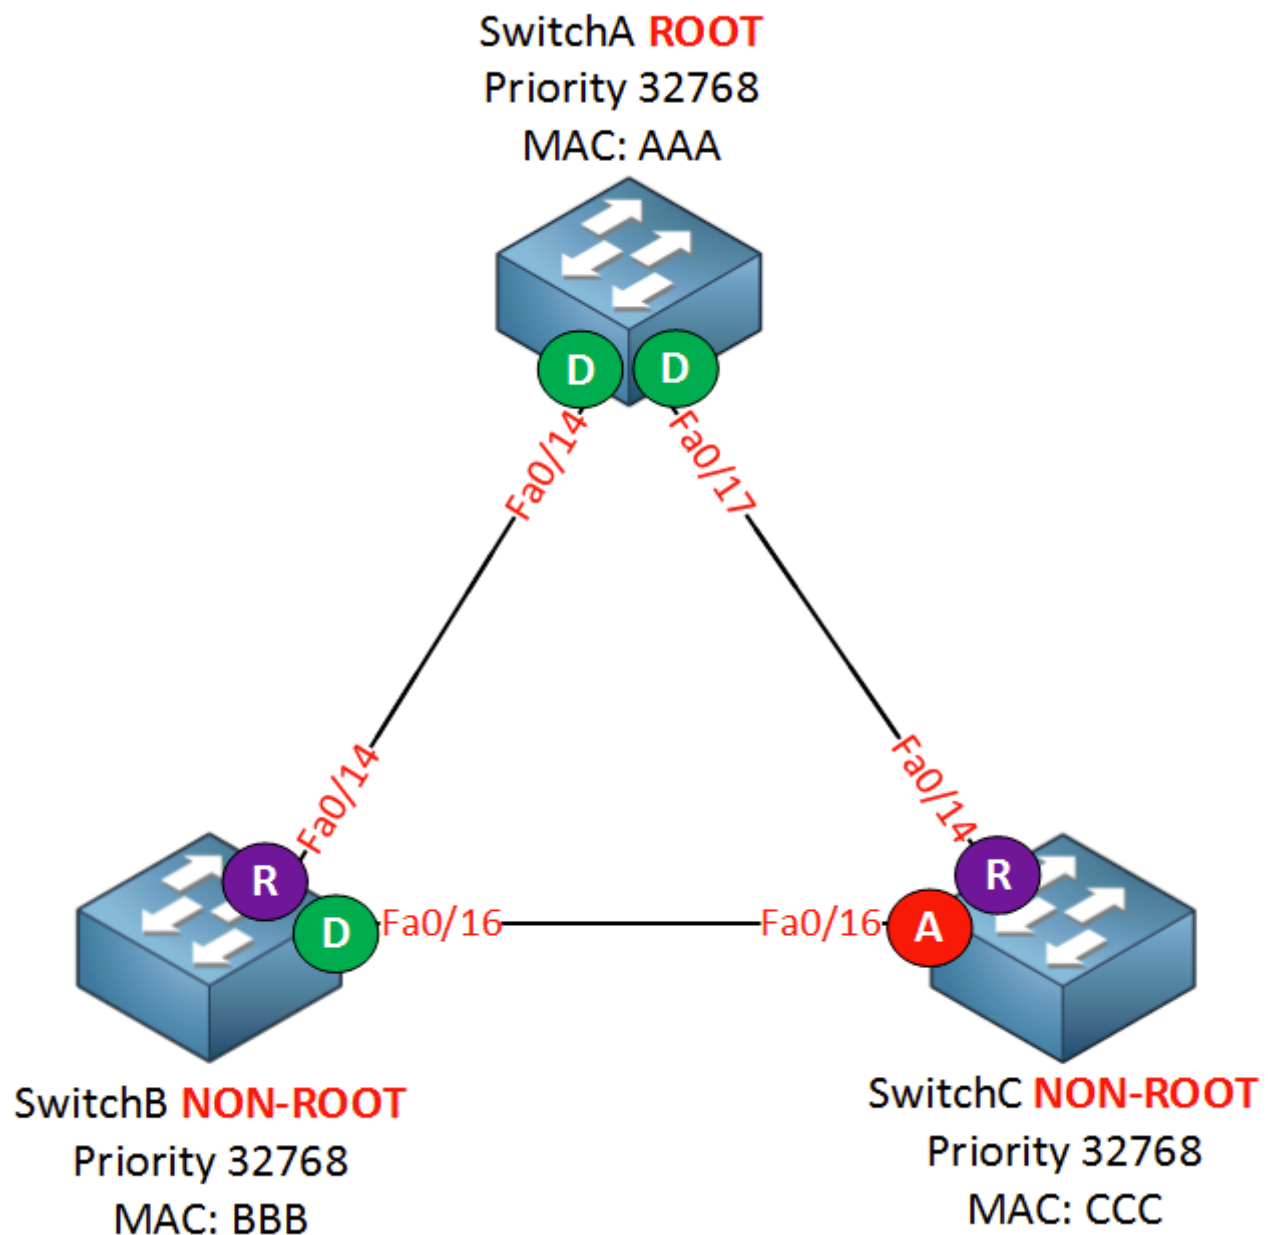 SwitchA ROOT
Priority 32768
MAC: AAA
D D
Fa0/14
Fa0/17
Fa0/14
Fa0/14
R
R
D
Fa0/16
Fa0/16
A
SwitchB NON-ROOT
Priority 32768
MAC: BBB
SwitchC NON-ROOT
Priority 32768
MAC: CCC